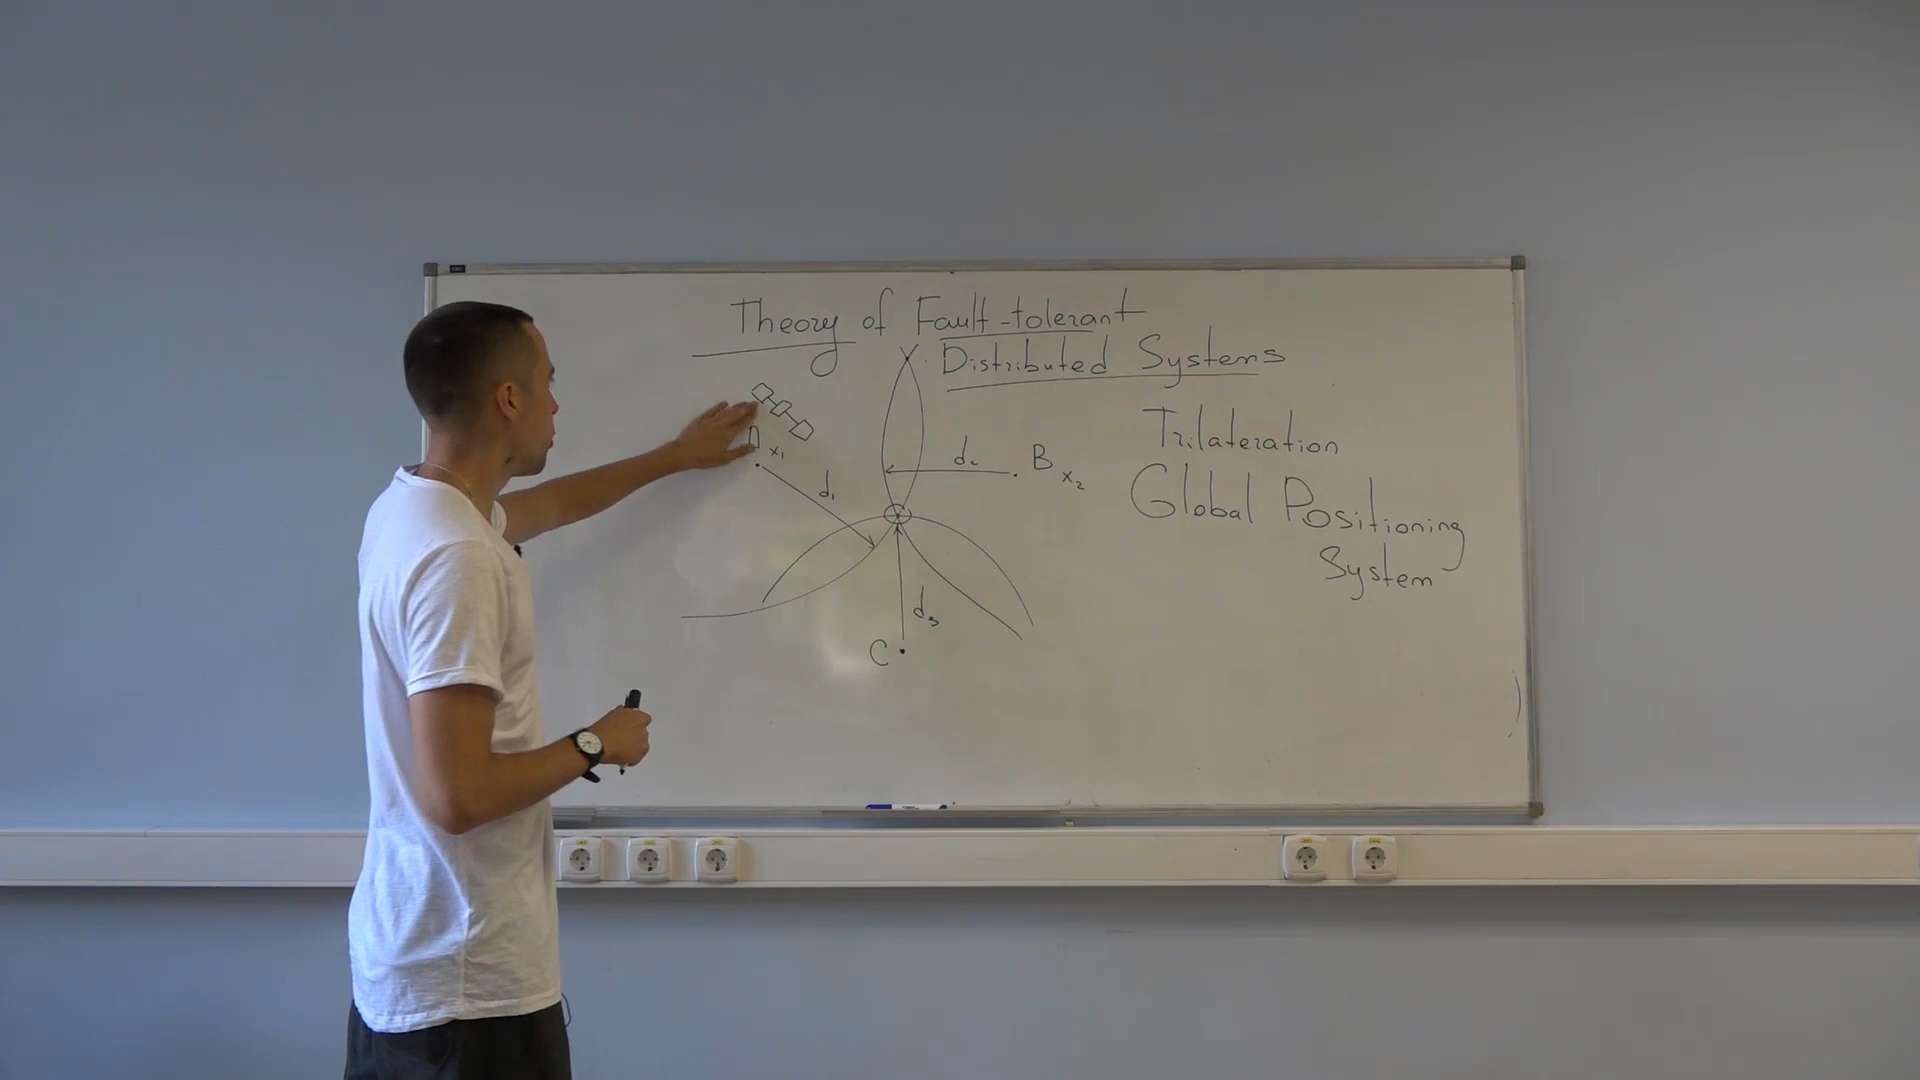 Theory of Fault-tolerant
Distributed Systems
A x₁
d₁
d₂
B x₂
d₃
C
Trilateration
Global Positioning
System